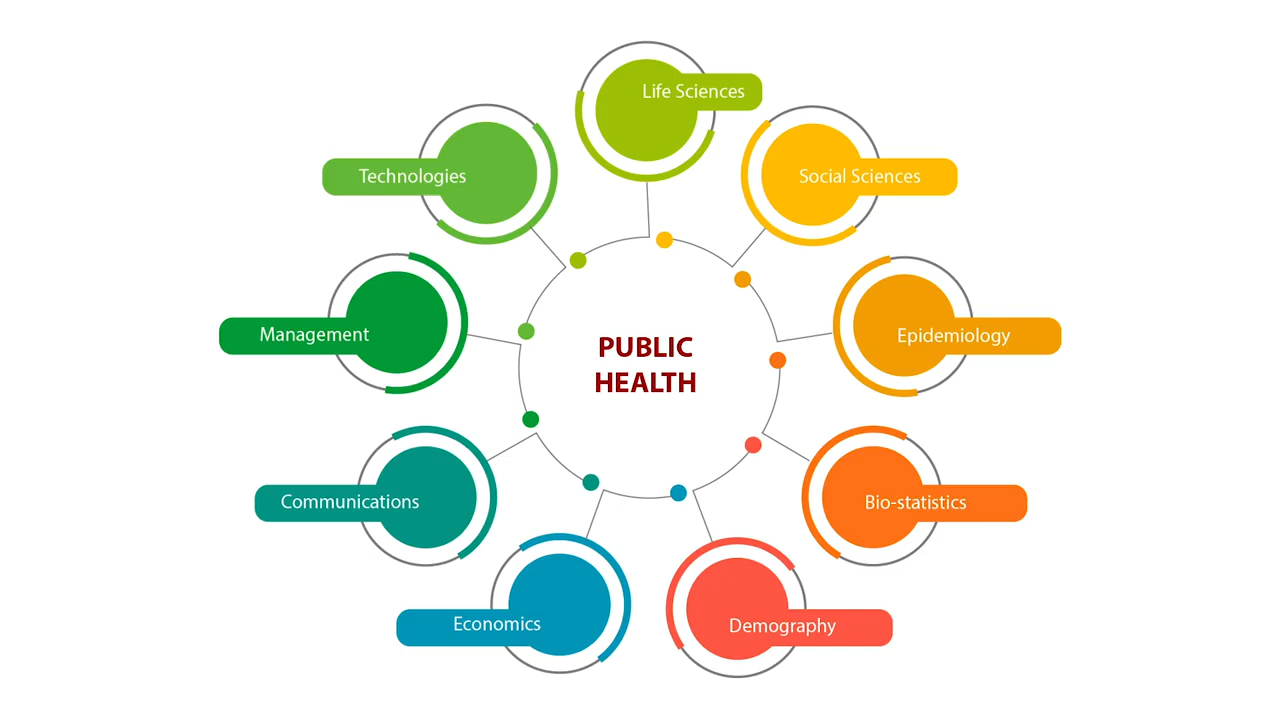 Life Sciences
Social Sciences
Technologies
Epidemiology
Management
PUBLIC
HEALTH
Bio-statistics
Communications
Demography
Economics